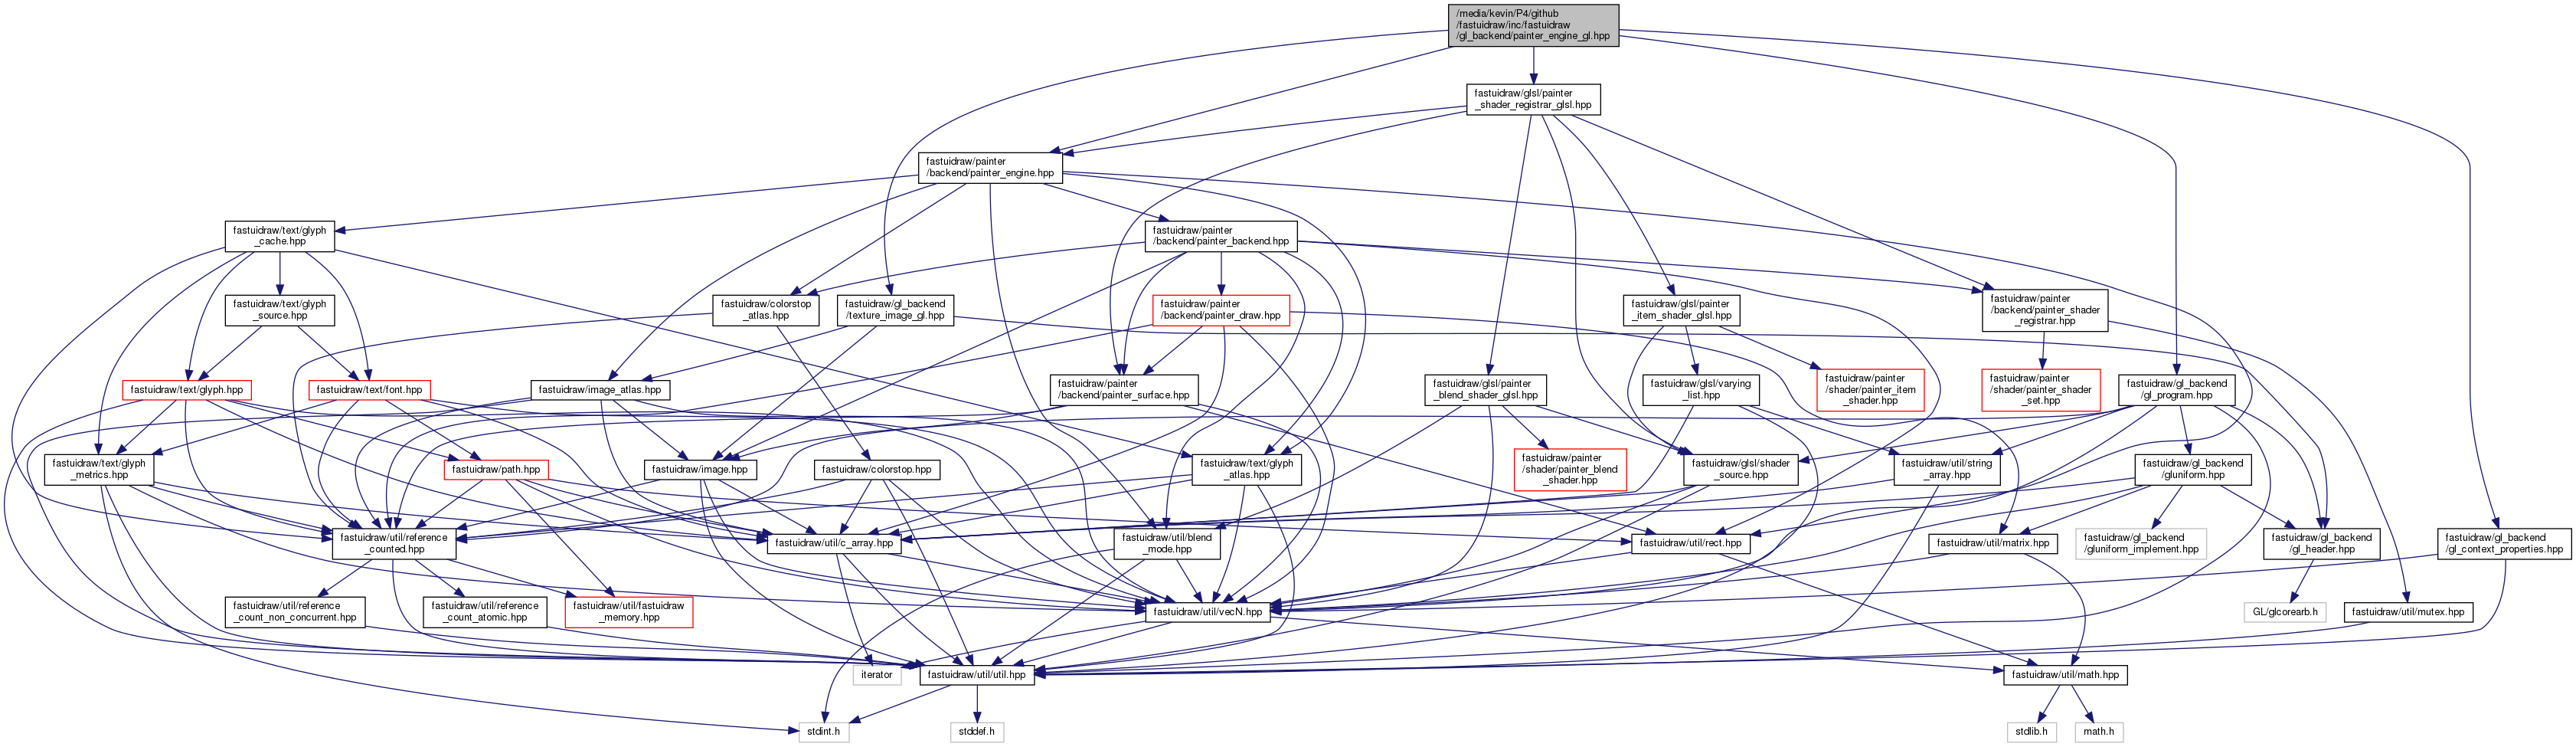 /media/kevin/P4/github
/fastuidraw/inc/fastuidraw
/gl_backend/painter_engine_gl.hpp
fastuidraw/glsl/painter
_shader_registrar_glsl.hpp
fastuidraw/painter
/backend/painter_engine.hpp
fastuidraw/text/glyph
_cache.hpp
fastuidraw/painter
/backend/painter_backend.hpp
fastuidraw/text/glyph
_source.hpp
fastuidraw/colorstop
_atlas.hpp
fastuidraw/gl_backend
/texture_image_gl.hpp
fastuidraw/painter
/backend/painter_draw.hpp
fastuidraw/glsl/painter
_item_shader_glsl.hpp
fastuidraw/painter
/backend/painter_shader
_registrar.hpp
fastuidraw/text/glyph.hpp
fastuidraw/text/font.hpp
fastuidraw/image_atlas.hpp
fastuidraw/painter
/backend/painter_surface.hpp
fastuidraw/glsl/painter
_blend_shader_glsl.hpp
fastuidraw/glsl/varying
_list.hpp
fastuidraw/painter
/shader/painter_item
_shader.hpp
fastuidraw/painter
/shader/painter_shader
_set.hpp
fastuidraw/gl_backend
/gl_program.hpp
fastuidraw/text/glyph
_metrics.hpp
fastuidraw/path.hpp
fastuidraw/image.hpp
fastuidraw/colorstop.hpp
fastuidraw/text/glyph
_atlas.hpp
fastuidraw/painter
/shader/painter_blend
_shader.hpp
fastuidraw/glsl/shader
_source.hpp
fastuidraw/util/string
_array.hpp
fastuidraw/gl_backend
/gluniform.hpp
fastuidraw/util/reference
_counted.hpp
fastuidraw/util/c_array.hpp
fastuidraw/util/blend
_mode.hpp
fastuidraw/util/rect.hpp
fastuidraw/util/matrix.hpp
fastuidraw/gl_backend
/gluniform_implement.hpp
fastuidraw/gl_backend
/gl_header.hpp
fastuidraw/gl_backend
/gl_context_properties.hpp
fastuidraw/util/reference
_count_non_concurrent.hpp
fastuidraw/util/reference
_count_atomic.hpp
fastuidraw/util/fastuidraw
_memory.hpp
fastuidraw/util/vecN.hpp
GL/glcorearb.h
fastuidraw/util/mutex.hpp
iterator
fastuidraw/util/util.hpp
fastuidraw/util/math.hpp
stdint.h
stddef.h
stdlib.h
math.h